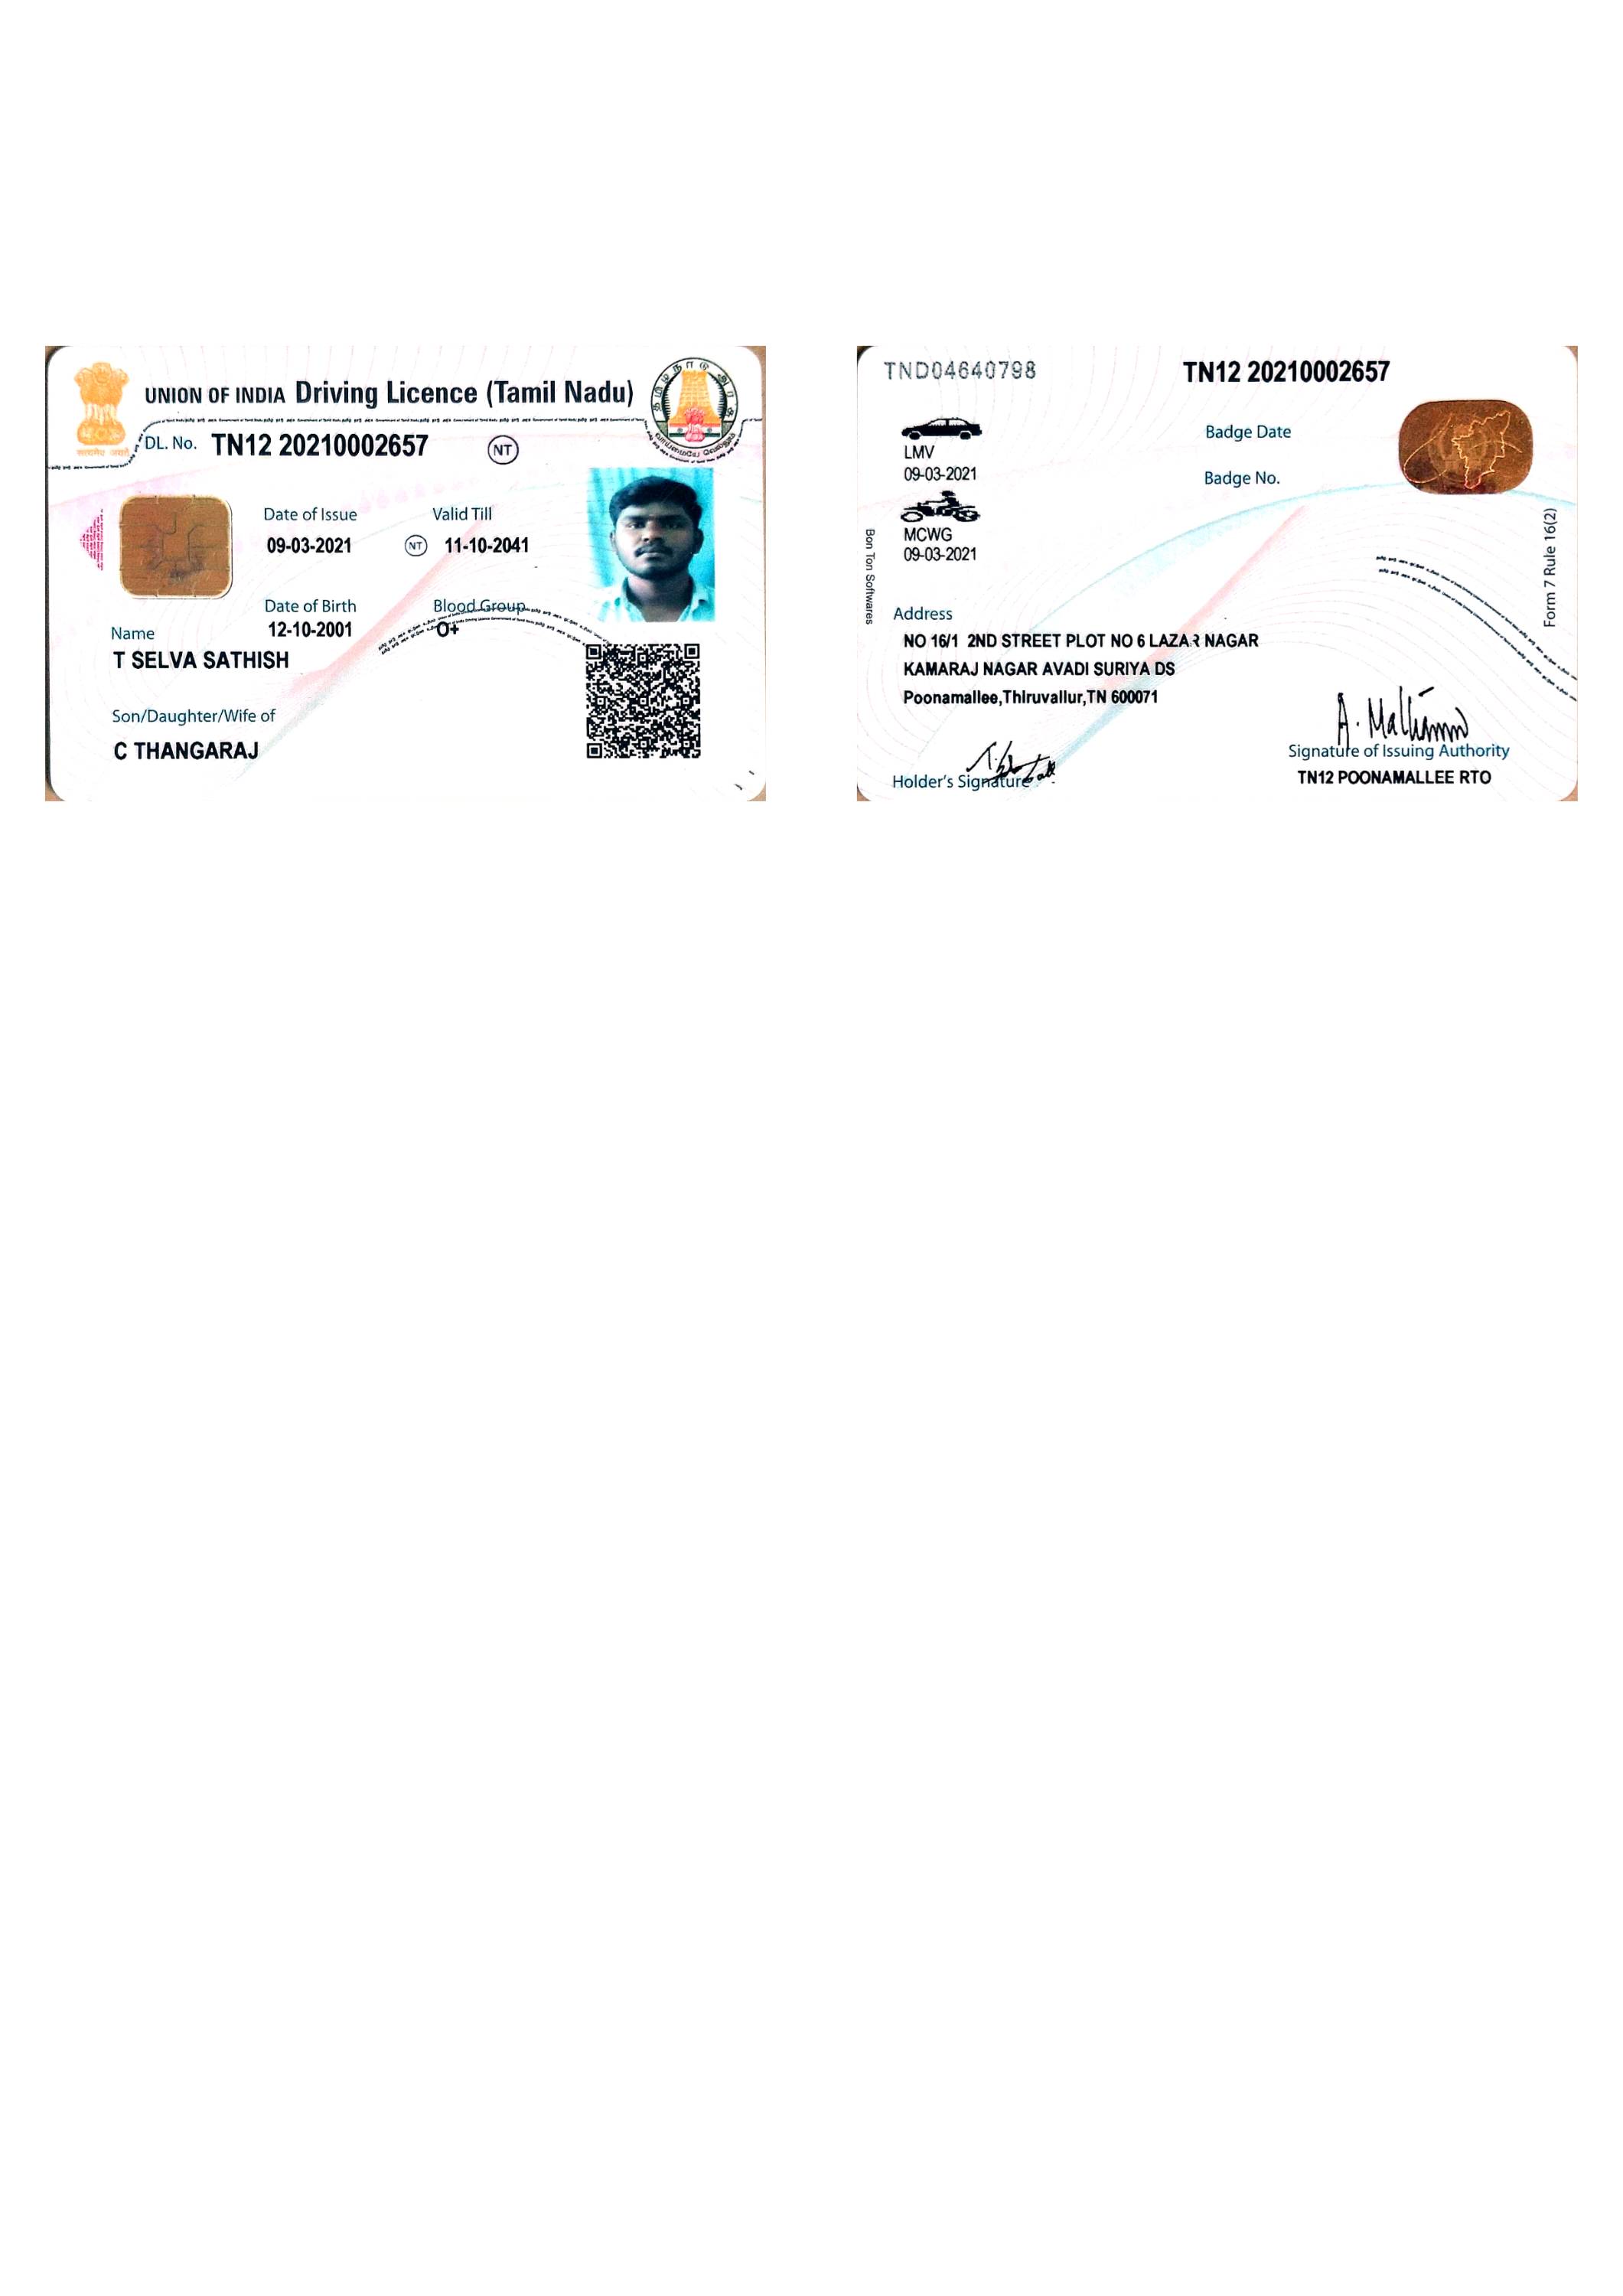 UNION OF INDIA Driving Licence (Tamil Nadu)
DL. No. TN12 20210002657 NT
सत्यमेव जयते
Date of Issue Valid Till
09-03-2021 NT 11-10-2041
Date of Birth Blood Group
12-10-2001 O+
Name
T SELVA SATHISH
Son/Daughter/Wife of
C THANGARAJ
TND04640798 TN12 20210002657
LMV
09-03-2021
MCWG
09-03-2021
Badge Date
Badge No.
Bon Ton Softwares
Form 7 Rule 16(2)
Address
NO 16/1 2ND STREET PLOT NO 6 LAZAR NAGAR
KAMARAJ NAGAR AVADI SURIYA DS
Poonamallee,Thiruvallur,TN 600071
Holder's Signature
Signature of Issuing Authority
TN12 POONAMALLEE RTO